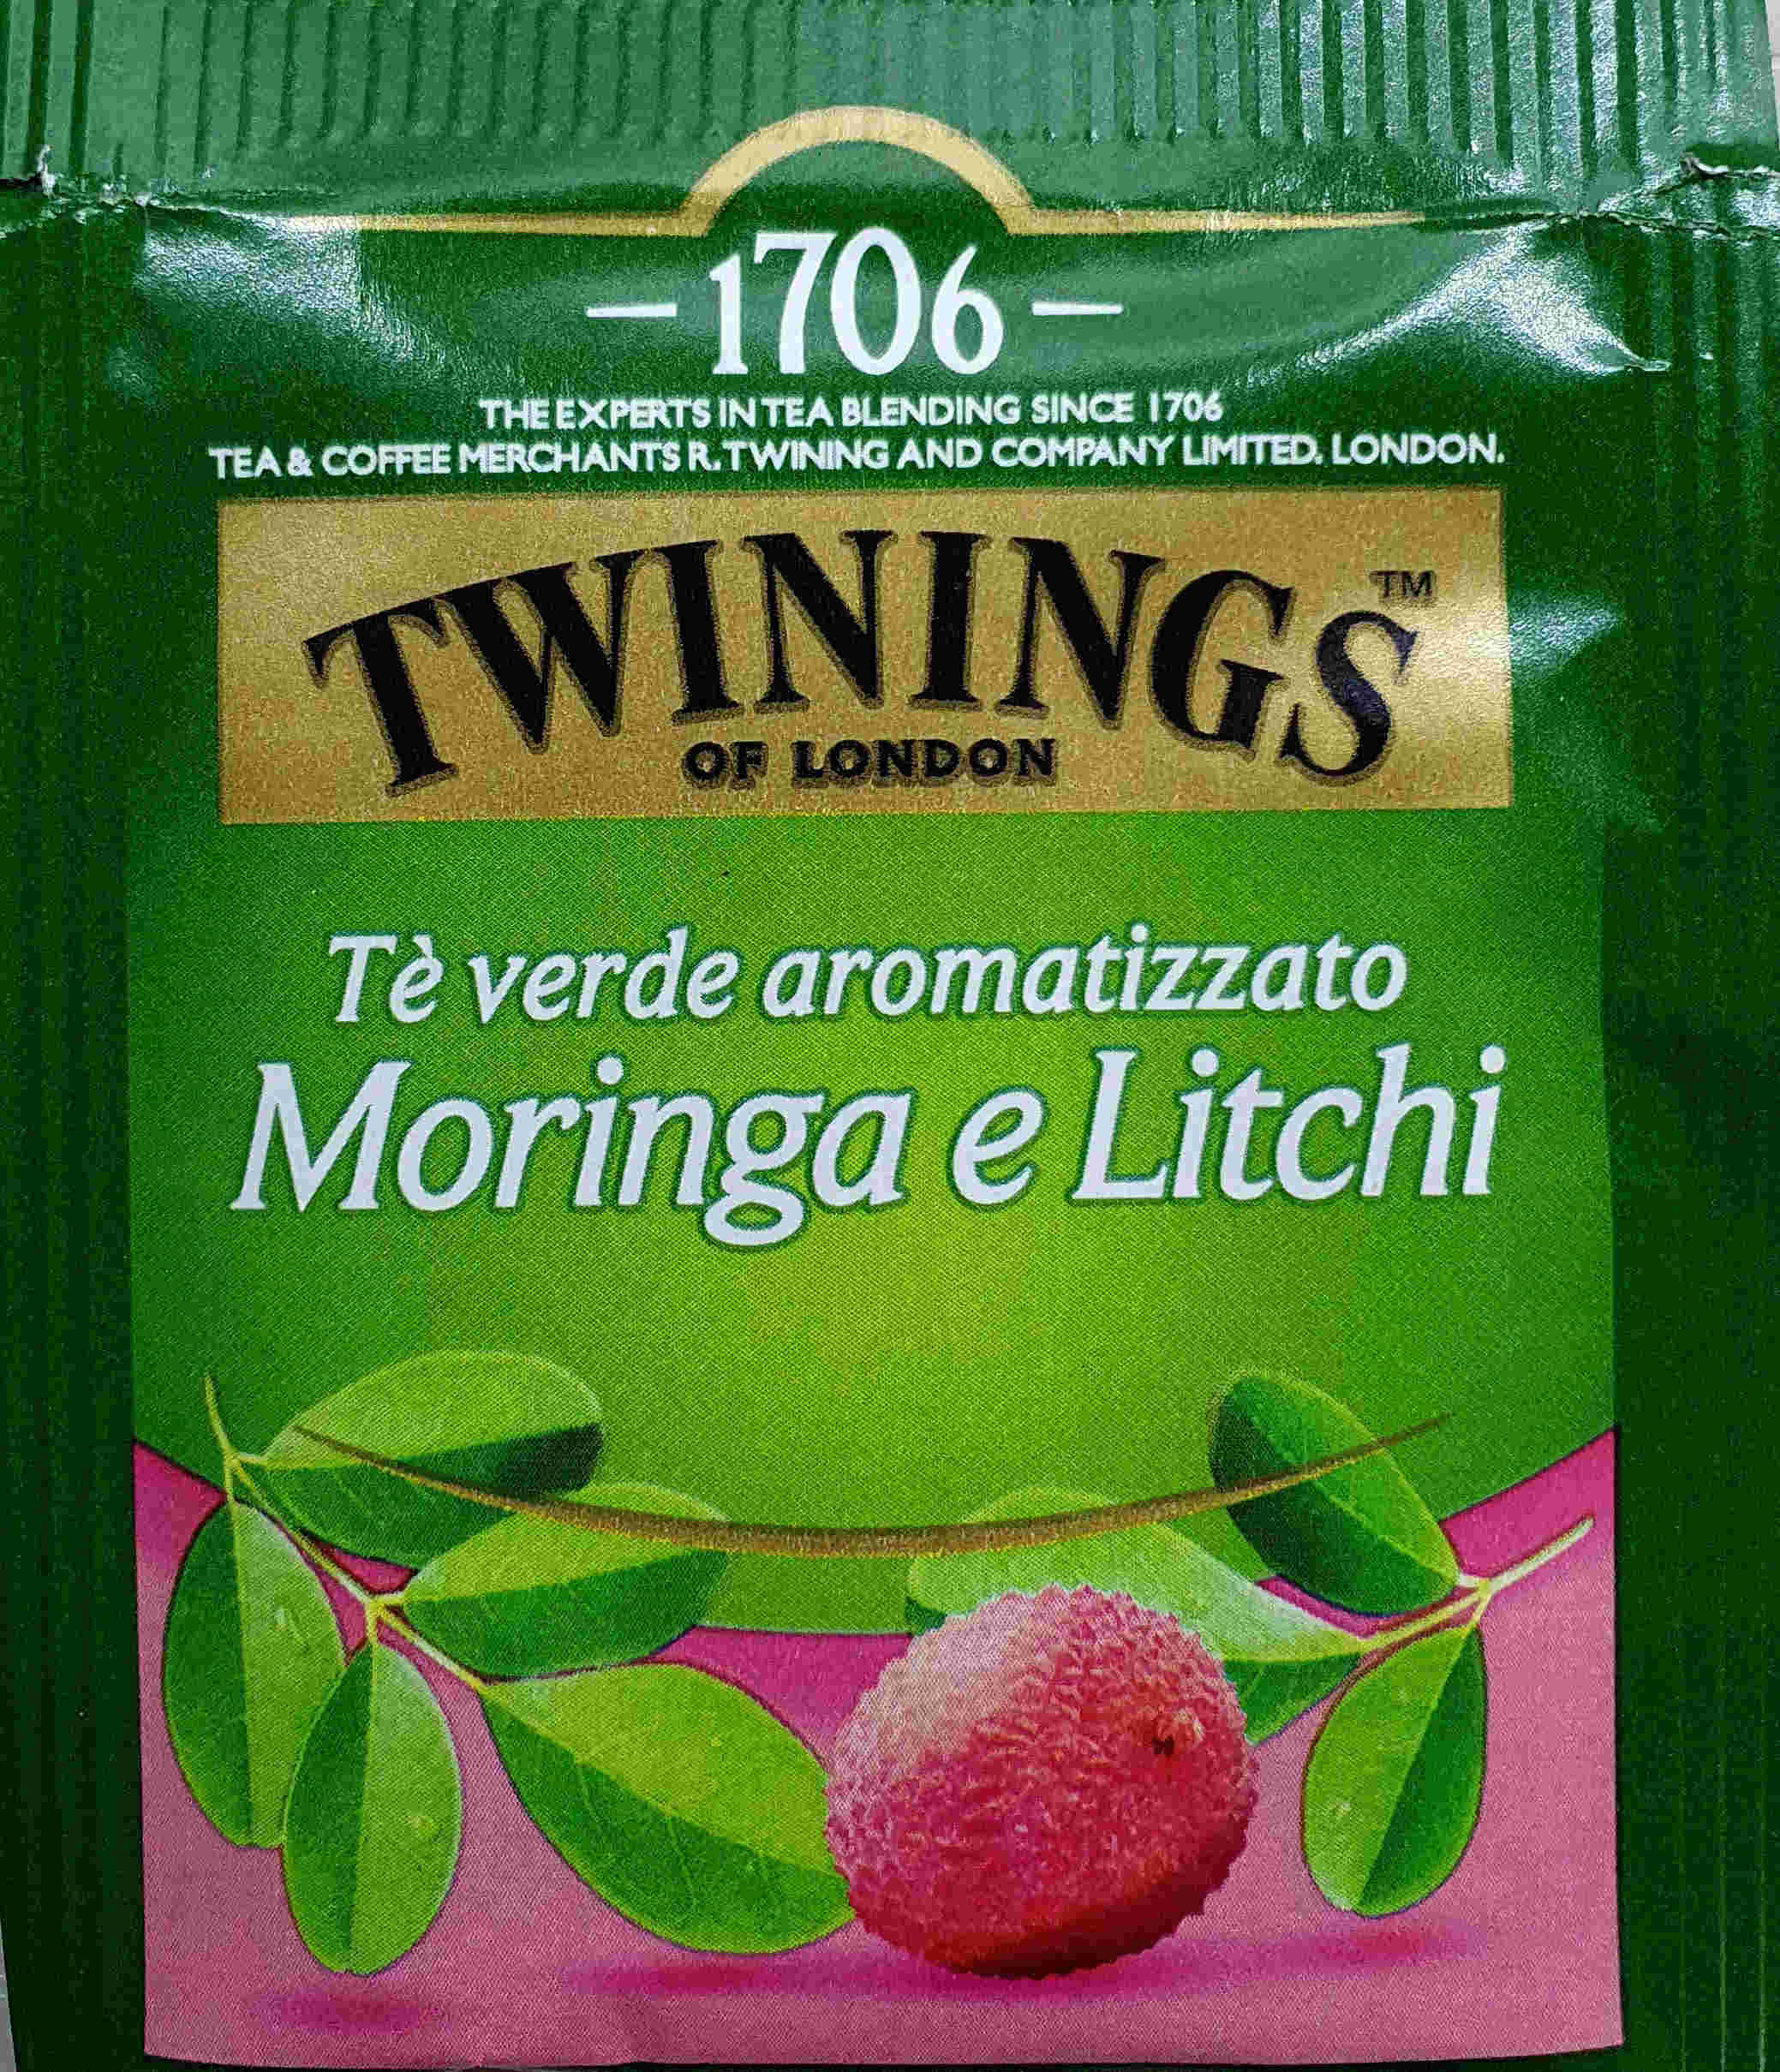 -1706-
THE EXPERTS IN TEA BLENDING SINCE 1706
TEA & COFFEE MERCHANTS R. TWINING AND COMPANY LIMITED. LONDON.
TWININGS™
OF LONDON
Tè verde aromatizzato
Moringa e Litchi